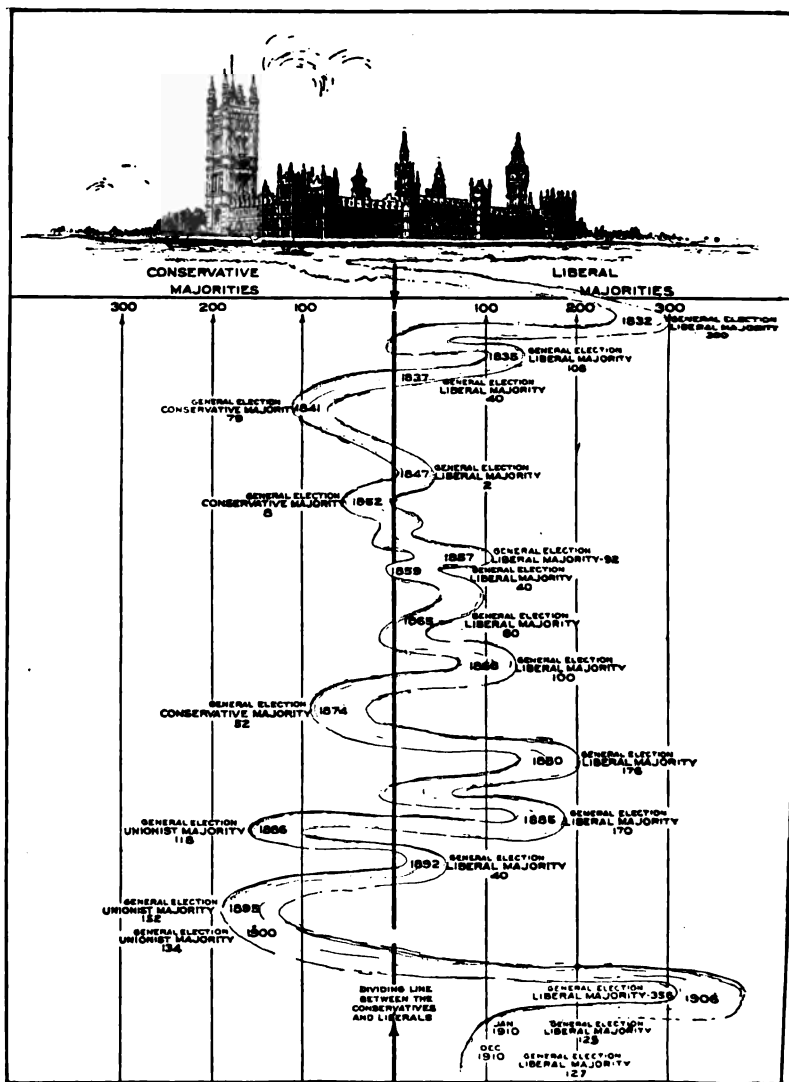 CONSERVATIVE
MAJORITIES
LIBERAL
MAJORITIES
300 200 100 0 100 200 300
1832 GENERAL ELECTION
LIBERAL MAJORITY
300
1835 GENERAL ELECTION
LIBERAL MAJORITY
108
1837 GENERAL ELECTION
LIBERAL MAJORITY
40
GENERAL ELECTION
CONSERVATIVE MAJORITY 1841
79
1847 GENERAL ELECTION
LIBERAL MAJORITY
2
GENERAL ELECTION
CONSERVATIVE MAJORITY 1852
8
1857 GENERAL ELECTION
LIBERAL MAJORITY-92
1859 GENERAL ELECTION
LIBERAL MAJORITY
40
1865 GENERAL ELECTION
LIBERAL MAJORITY
60
1868 GENERAL ELECTION
LIBERAL MAJORITY
100
GENERAL ELECTION
CONSERVATIVE MAJORITY 1874
52
1880 GENERAL ELECTION
LIBERAL MAJORITY
176
1885 GENERAL ELECTION
LIBERAL MAJORITY
170
GENERAL ELECTION
UNIONIST MAJORITY 1886
118
1892 GENERAL ELECTION
LIBERAL MAJORITY
40
GENERAL ELECTION
UNIONIST MAJORITY 1895
152
GENERAL ELECTION 1900
UNIONIST MAJORITY
134
DIVIDING LINE
BETWEEN THE
CONSERVATIVES
AND LIBERALS
GENERAL ELECTION
LIBERAL MAJORITY-356 1906
JAN
1910
GENERAL ELECTION
LIBERAL MAJORITY
125
DEC
1910
GENERAL ELECTION
LIBERAL MAJORITY
127